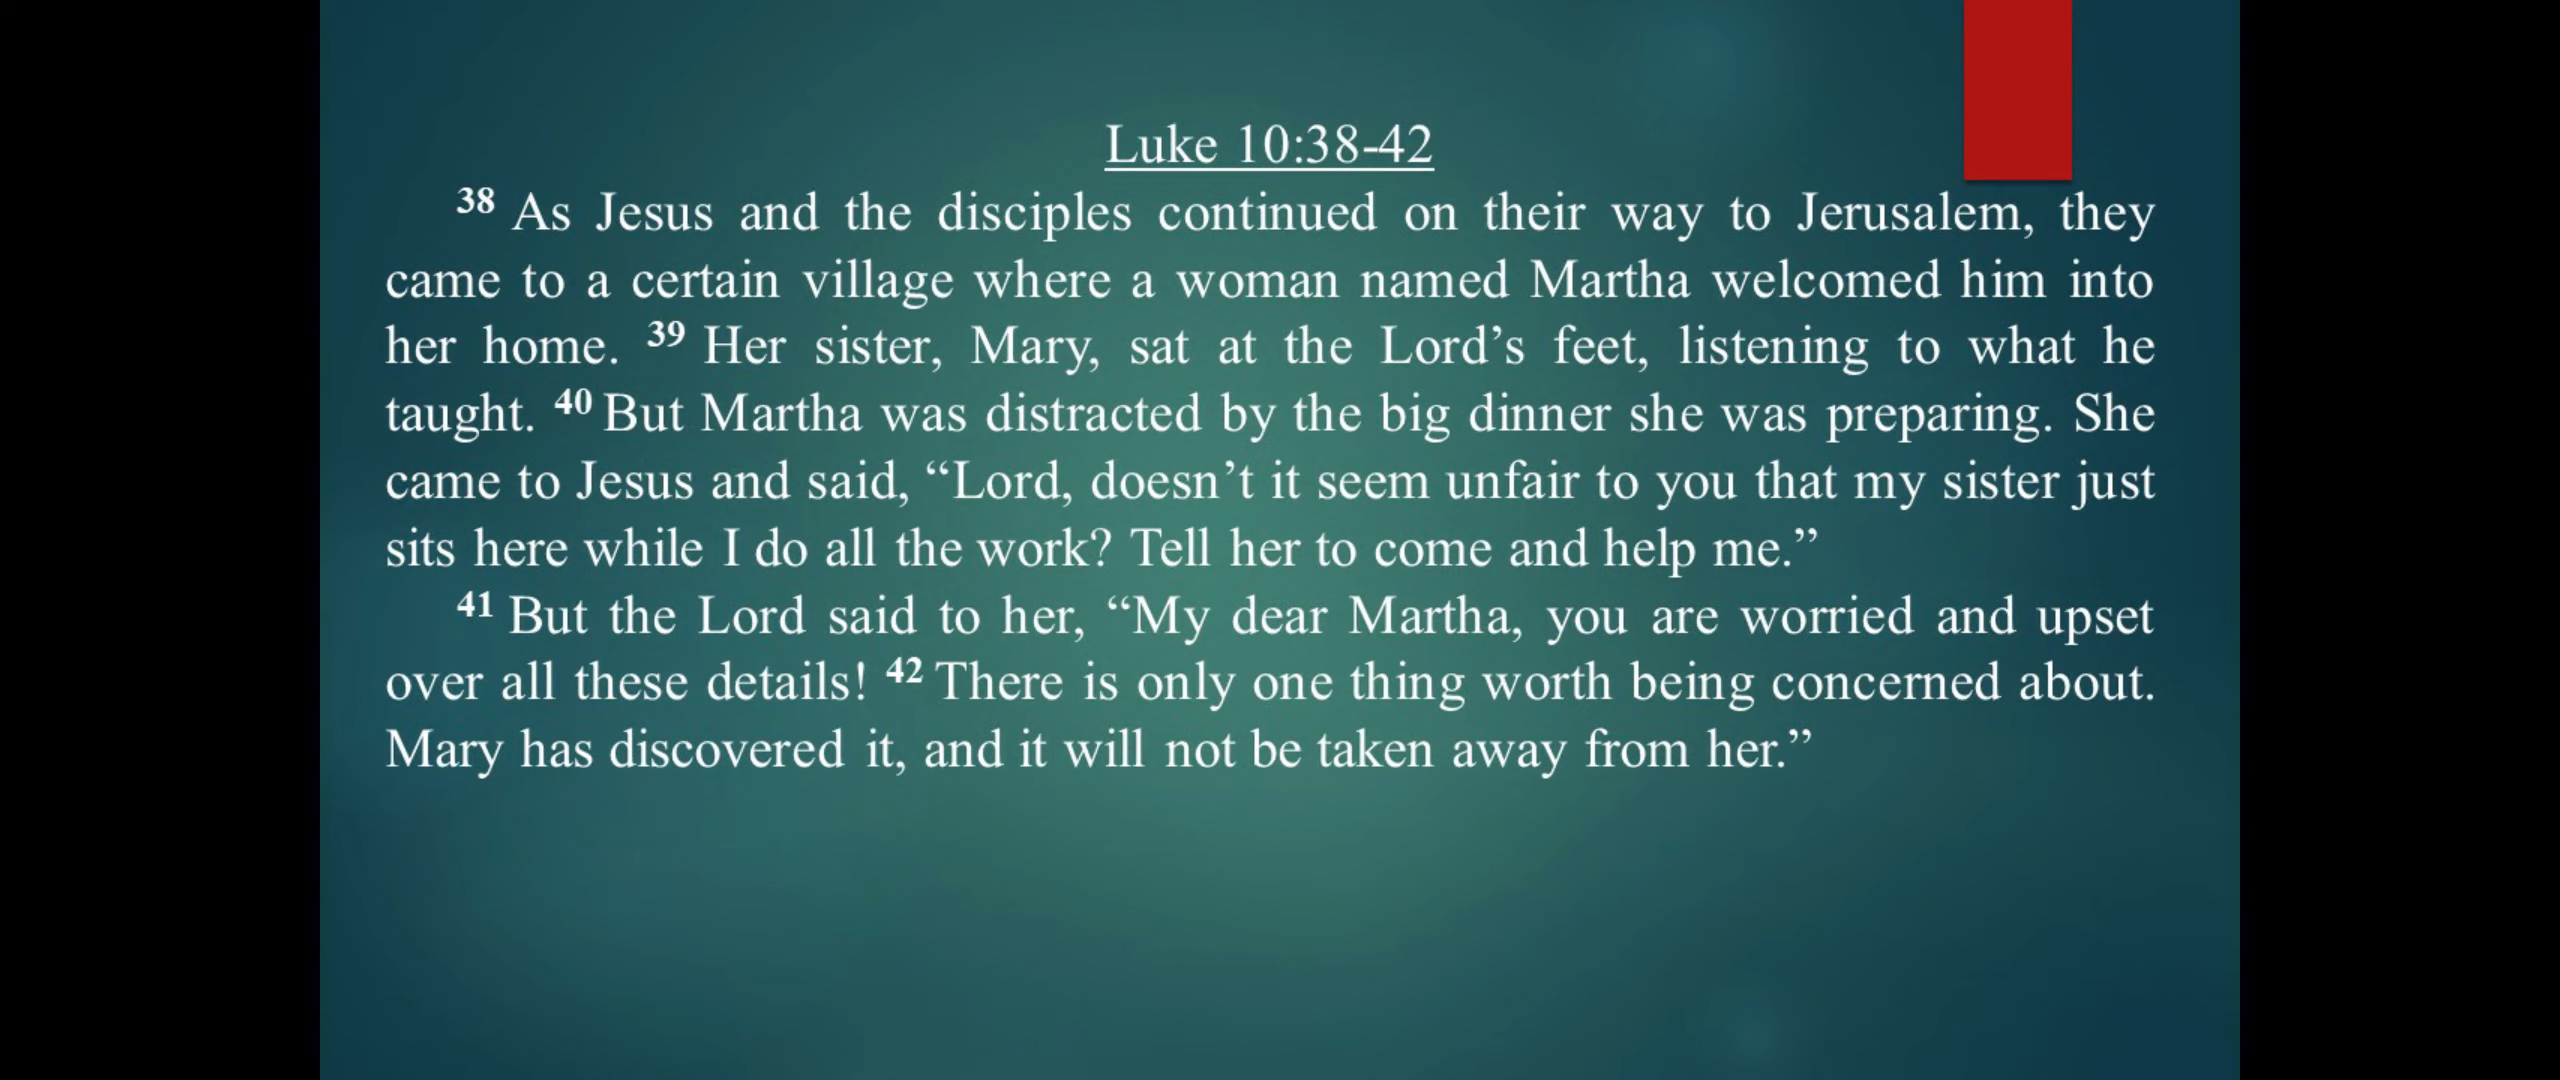 Luke 10:38-42
38 As Jesus and the disciples continued on their way to Jerusalem, they
came to a certain village where a woman named Martha welcomed him into
her home. 39 Her sister, Mary, sat at the Lord’s feet, listening to what he
taught. 40 But Martha was distracted by the big dinner she was preparing. She
came to Jesus and said, “Lord, doesn’t it seem unfair to you that my sister just
sits here while I do all the work? Tell her to come and help me.”
41 But the Lord said to her, “My dear Martha, you are worried and upset
over all these details! 42 There is only one thing worth being concerned about.
Mary has discovered it, and it will not be taken away from her.”